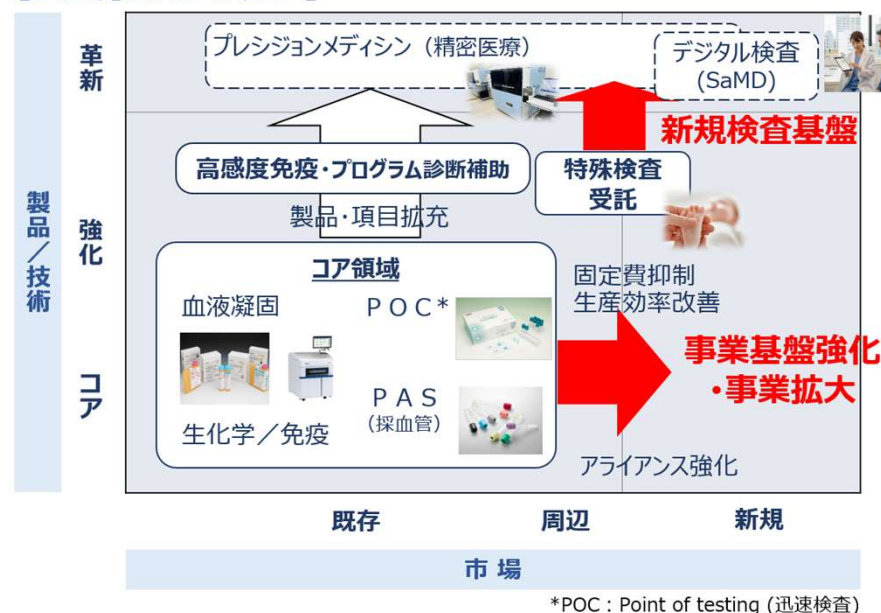 プレシジョンメディシン（精密医療）
デジタル検査
(SaMD)
革新
新規検査基盤
高感度免疫・プログラム診断補助
特殊検査
受託
製品・項目拡充
製品／技術
強化
コア領域
血液凝固
ＰＯＣ*
固定費抑制
生産効率改善
事業基盤強化
・事業拡大
コア
ＰＡＳ
(採血管)
生化学／免疫
アライアンス強化
既存
周辺
新規
市場
*POC：Point of testing (迅速検査)